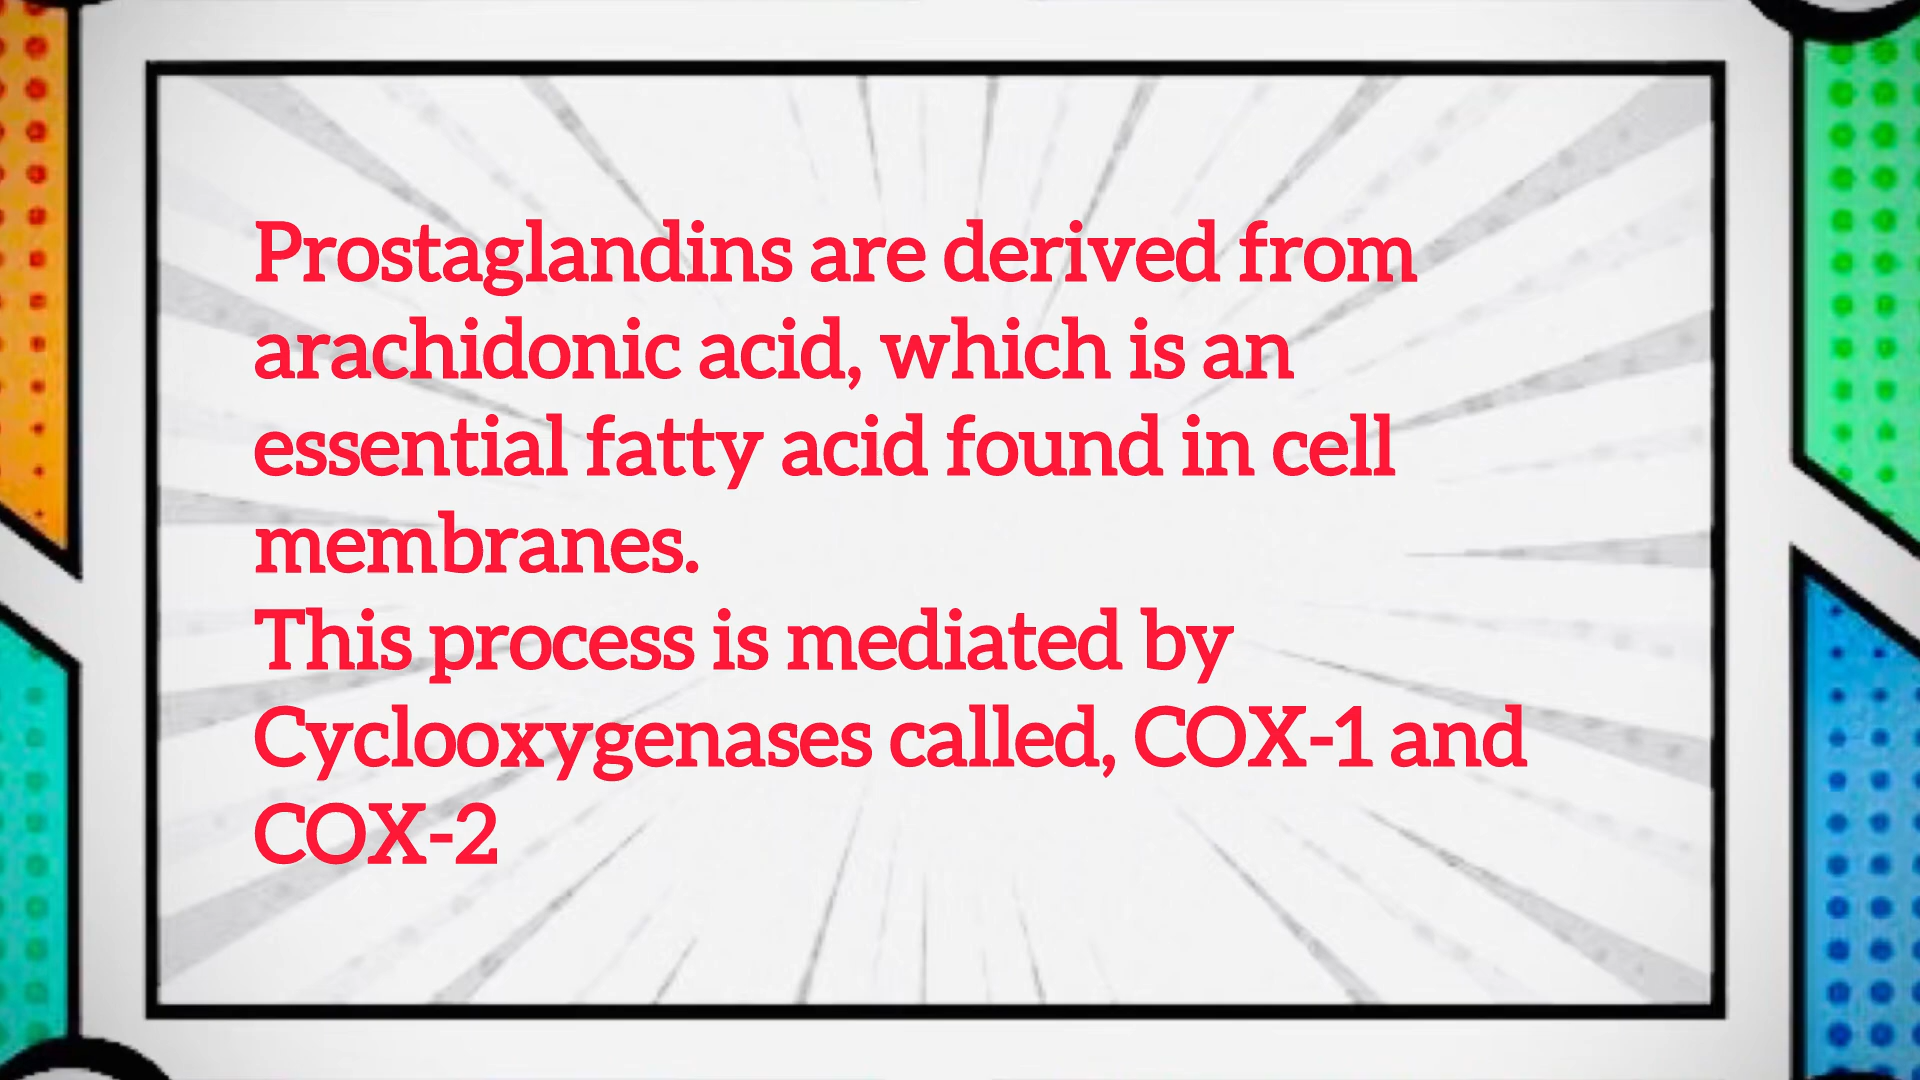 Prostaglandins are derived from
arachidonic acid, which is an
essential fatty acid found in cell
membranes.
This process is mediated by
Cyclooxygenases called, COX-1 and
COX-2